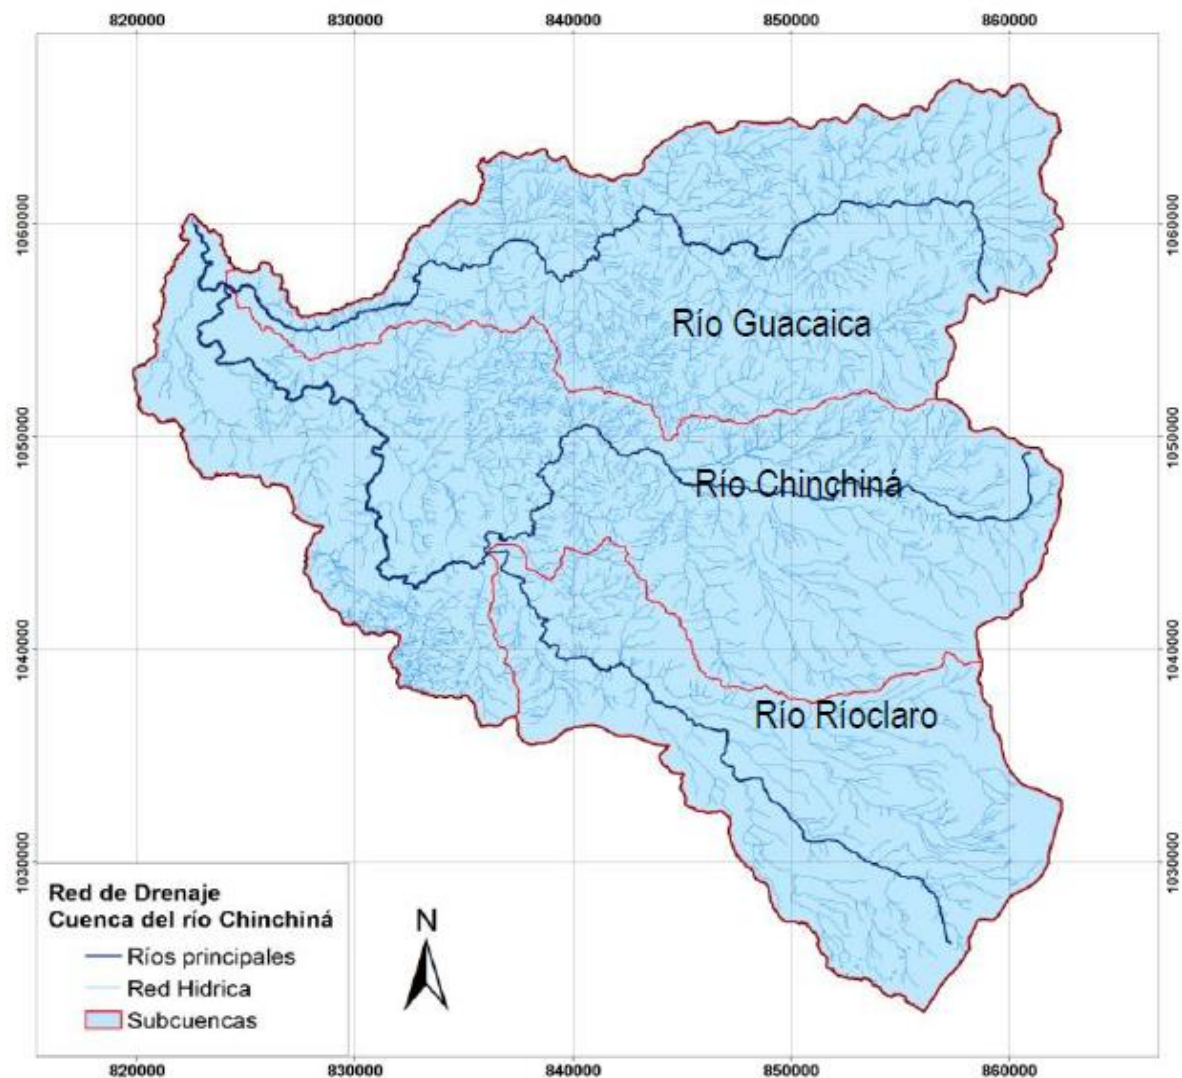 820000 830000 840000 850000 860000
1060000 1060000
Río Guacaica
1050000 1050000
Río Chinchiná
1040000 1040000
Río Ríoclaro
1030000 1030000
Red de Drenaje
Cuenca del río Chinchiná
Ríos principales
Red Hidrica
Subcuencas
N
820000 830000 840000 850000 860000